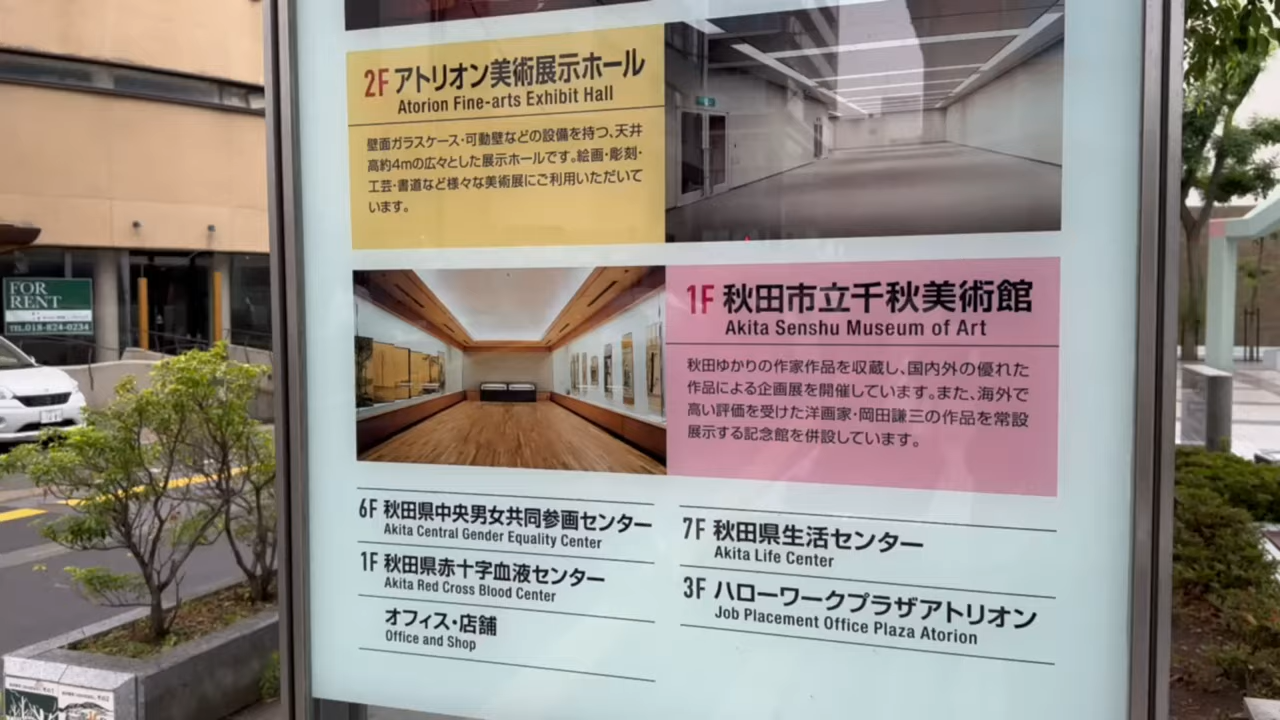 2F アトリオン美術展示ホール
Atorion Fine-arts Exhibit Hall
壁面ガラスケース・可動壁などの設備を持つ、天井
高約4mの広々とした展示ホールです。絵画・彫刻・
工芸・書道など様々な美術展にご利用いただいて
います。
1F 秋田市立千秋美術館
Akita Senshu Museum of Art
秋田ゆかりの作家作品を収蔵し、国内外の優れた
作品による企画展を開催しています。また、海外で
高い評価を受けた洋画家・岡田謙三の作品を常設
展示する記念館を併設しています。
6F 秋田県中央男女共同参画センター
Akita Central Gender Equality Center
1F 秋田県赤十字血液センター
Akita Red Cross Blood Center
オフィス・店舗
Office and Shop
7F 秋田県生活センター
Akita Life Center
3F ハローワークプラザアトリオン
Job Placement Office Plaza Atorion
FOR
RENT
TEL.018-824-0234